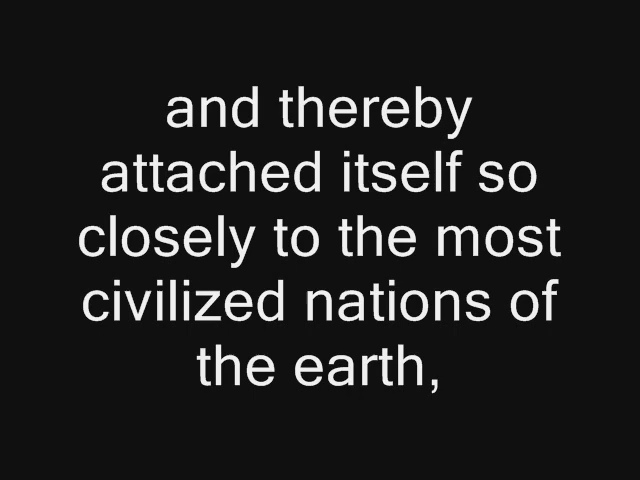 and thereby
attached itself so
closely to the most
civilized nations of
the earth,